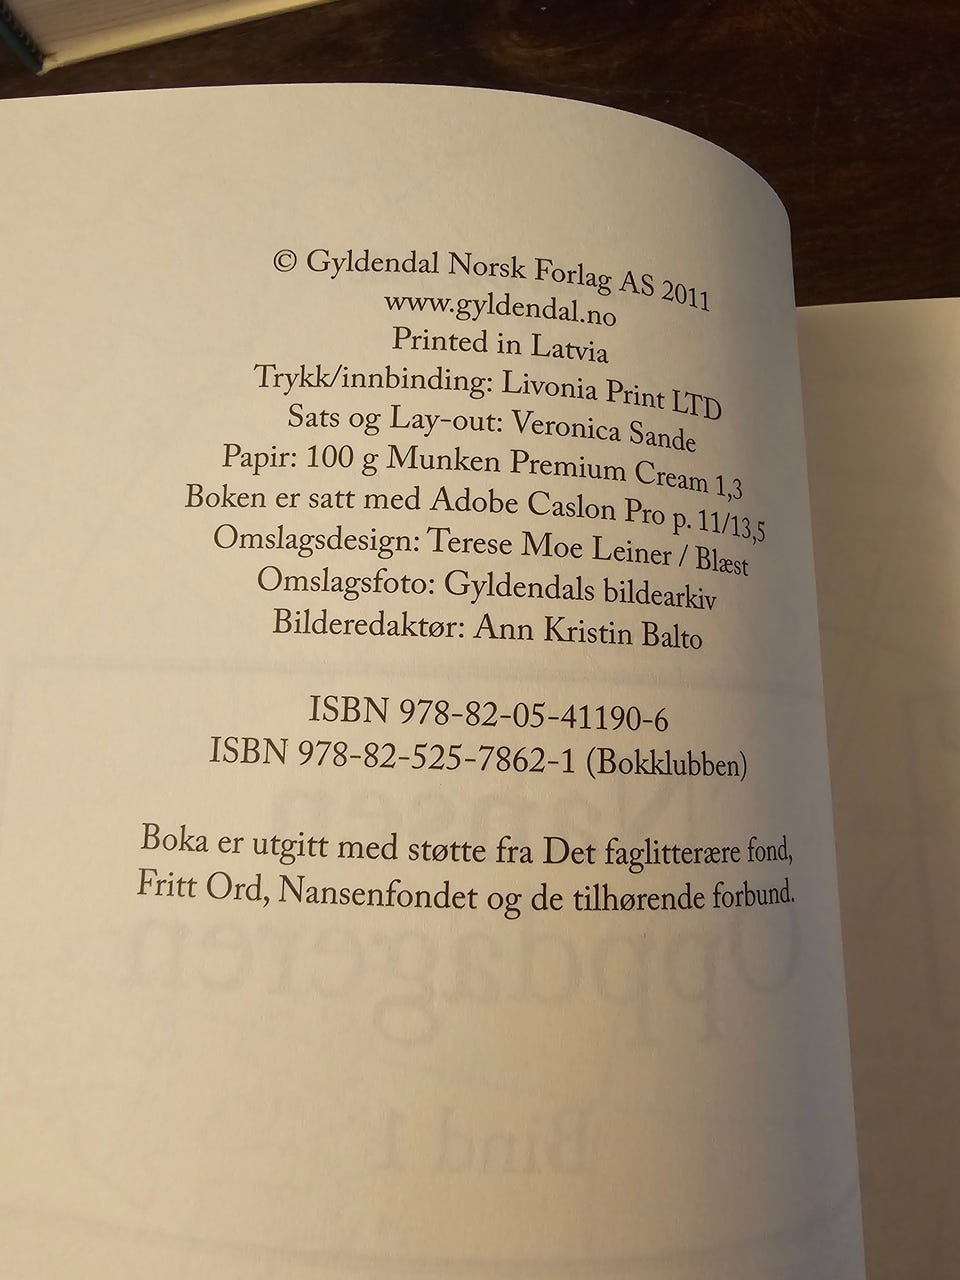 © Gyldendal Norsk Forlag AS 2011
www.gyldendal.no
Printed in Latvia
Trykk/innbinding: Livonia Print LTD
Sats og Lay-out: Veronica Sande
Papir: 100 g Munken Premium Cream 1,3
Boken er satt med Adobe Caslon Pro p. 11/13,5
Omslagsdesign: Terese Moe Leiner / Blæst
Omslagsfoto: Gyldendals bildearkiv
Bilderedaktør: Ann Kristin Balto
ISBN 978-82-05-41190-6
ISBN 978-82-525-7862-1 (Bokklubben)
Nansen
Boka er utgitt med støtte fra Det faglitterære fond,
Fritt Ord, Nansenfondet og de tilhørende forbund.
Oppdageren
Bind 1